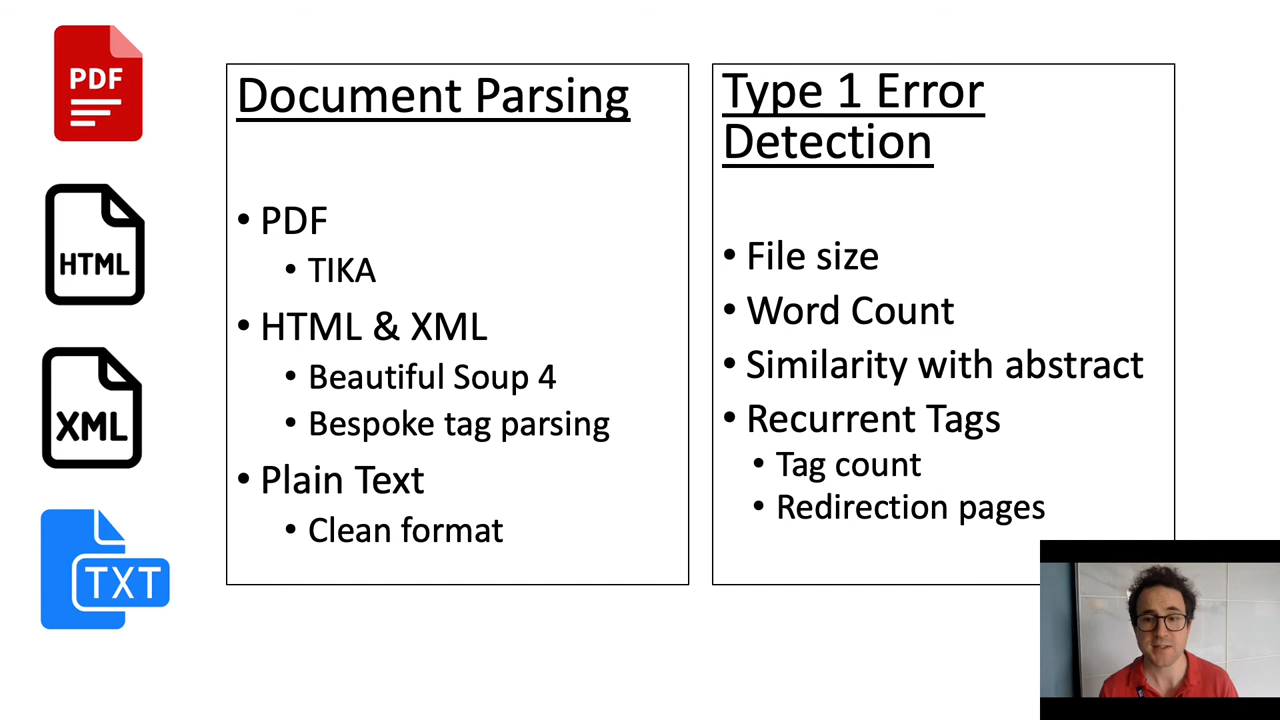 PDF
HTML
XML
TXT
Document Parsing
• PDF
• TIKA
• HTML & XML
• Beautiful Soup 4
• Bespoke tag parsing
• Plain Text
• Clean format
Type 1 Error
Detection
• File size
• Word Count
• Similarity with abstract
• Recurrent Tags
• Tag count
• Redirection pages